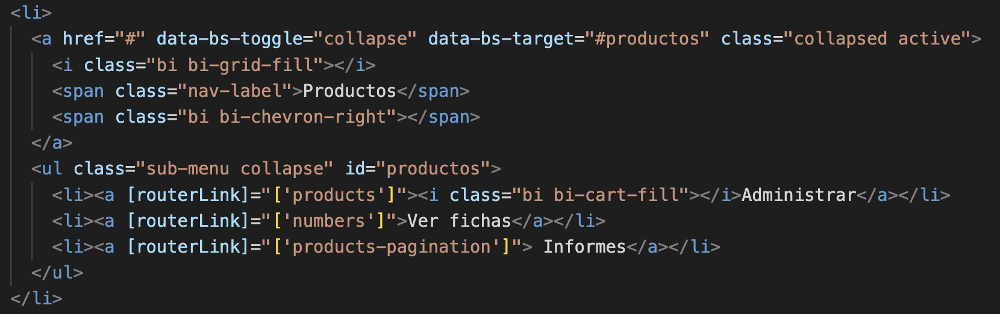 <li>
<a href="#" data-bs-toggle="collapse" data-bs-target="#productos" class="collapsed active">
<i class="bi bi-grid-fill"></i>
<span class="nav-label">Productos</span>
<span class="bi bi-chevron-right"></span>
</a>
<ul class="sub-menu collapse" id="productos">
<li><a [routerLink]="['products']"><i class="bi bi-cart-fill"></i>Administrar</a></li>
<li><a [routerLink]="['numbers']">Ver fichas</a></li>
<li><a [routerLink]="['products-pagination']"> Informes</a></li>
</ul>
</li>